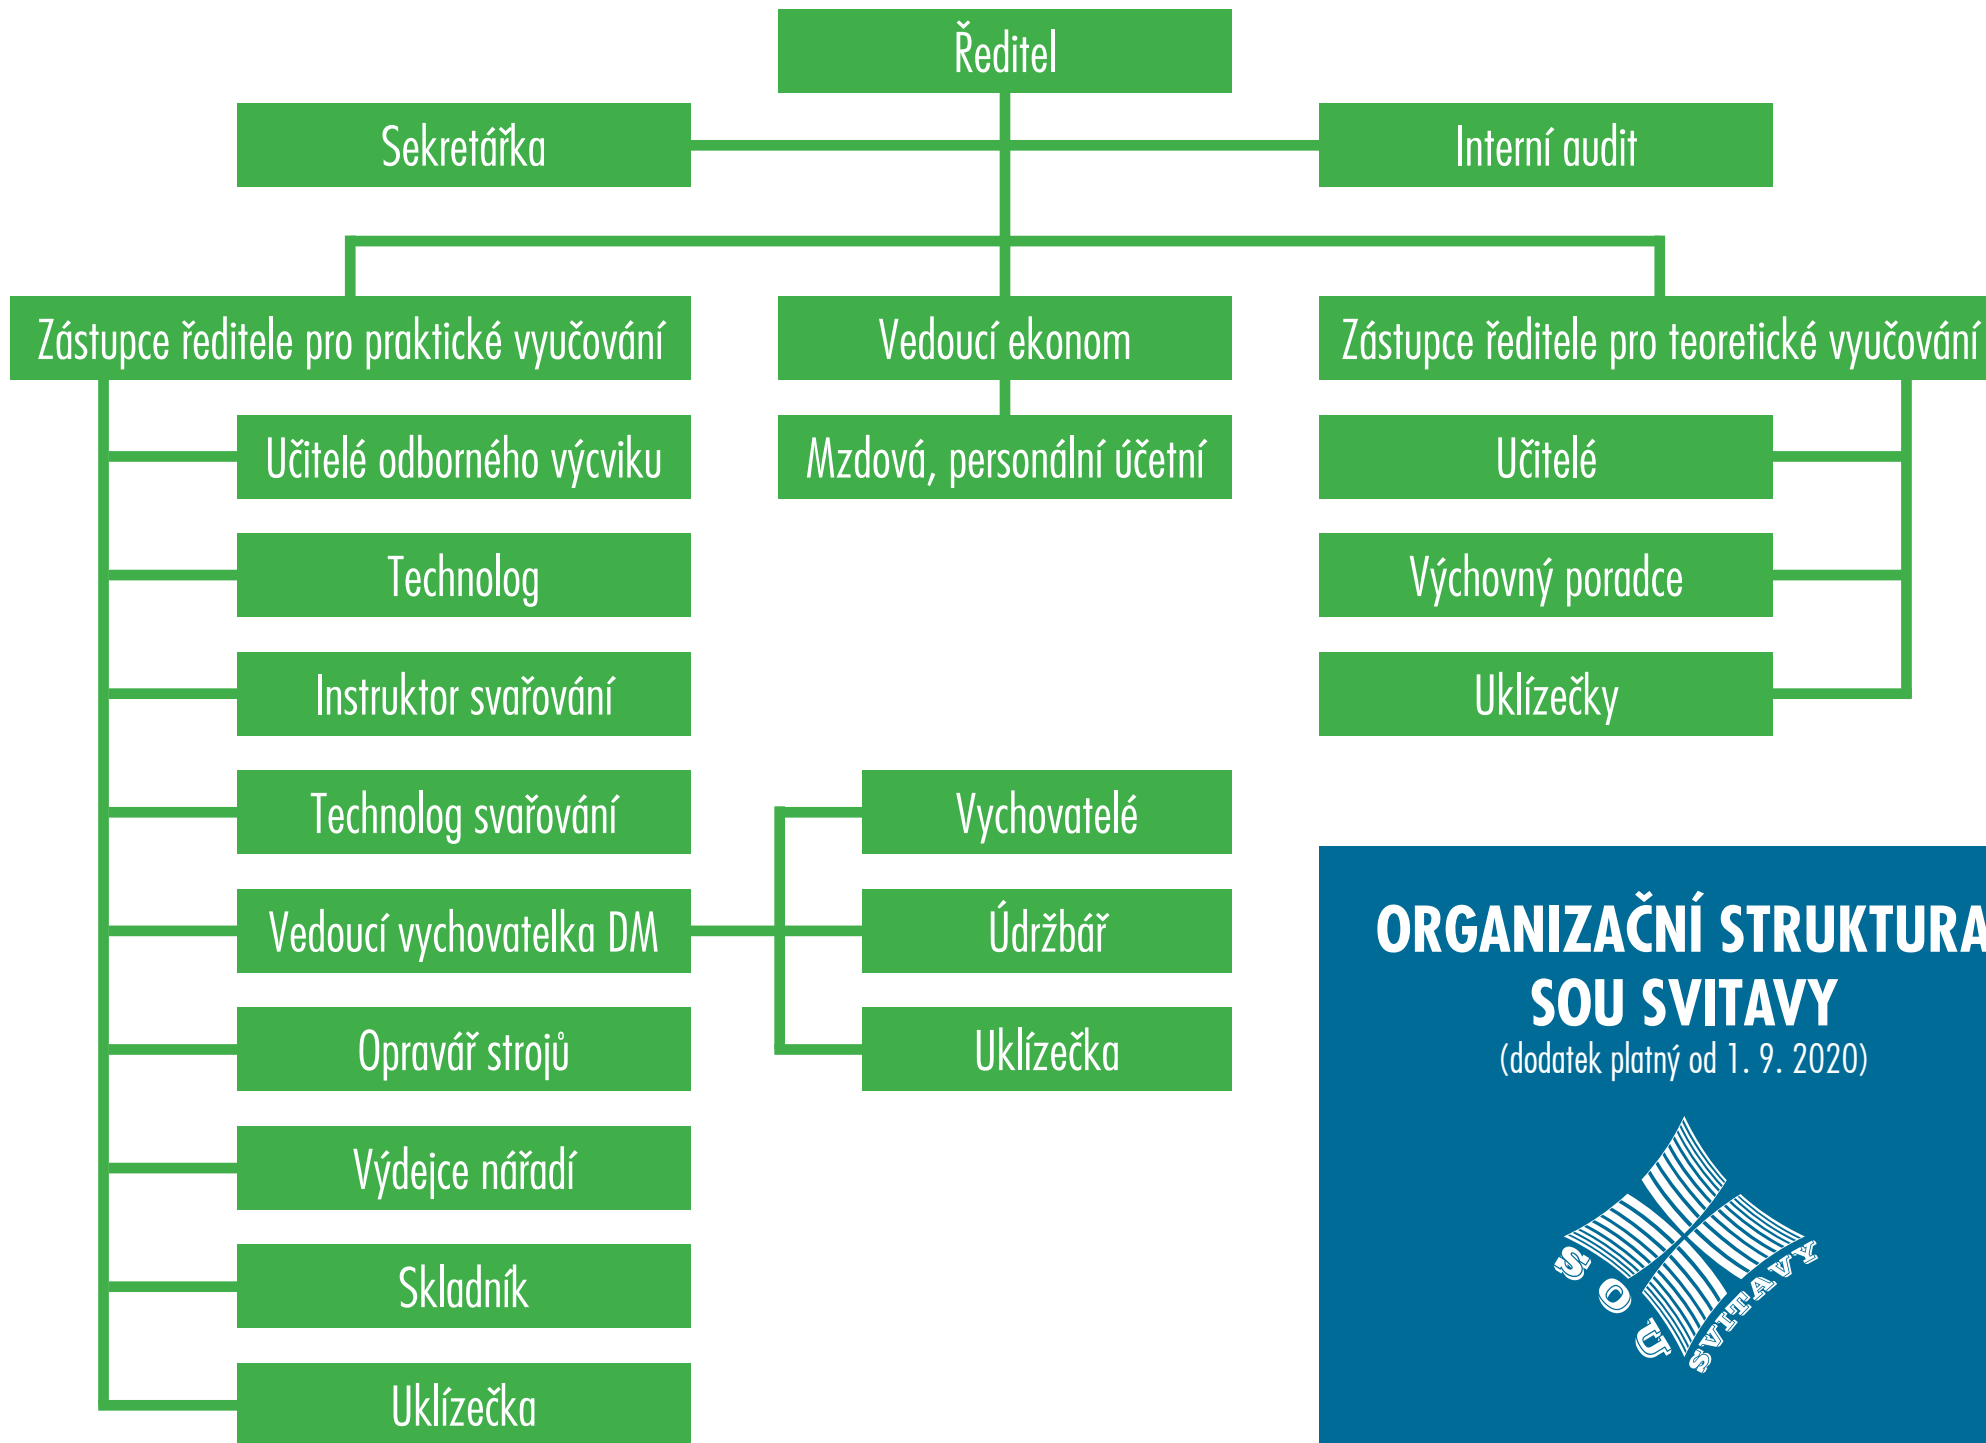 Ředitel
Sekretářka
Interní audit
Zástupce ředitele pro praktické vyučování
Vedoucí ekonom
Zástupce ředitele pro teoretické vyučování
Učitelé odborného výcviku
Mzdová, personální účetní
Učitelé
Technolog
Výchovný poradce
Instruktor svařování
Uklízečky
Technolog svařování
Vychovatelé
Vedoucí vychovatelka DM
Údržbář
Opravář strojů
Uklízečka
Výdejce nářadí
Skladník
Uklízečka
ORGANIZAČNÍ STRUKTURA
SOU SVITAVY
(dodatek platný od 1. 9. 2020)
SOU SVITAVY